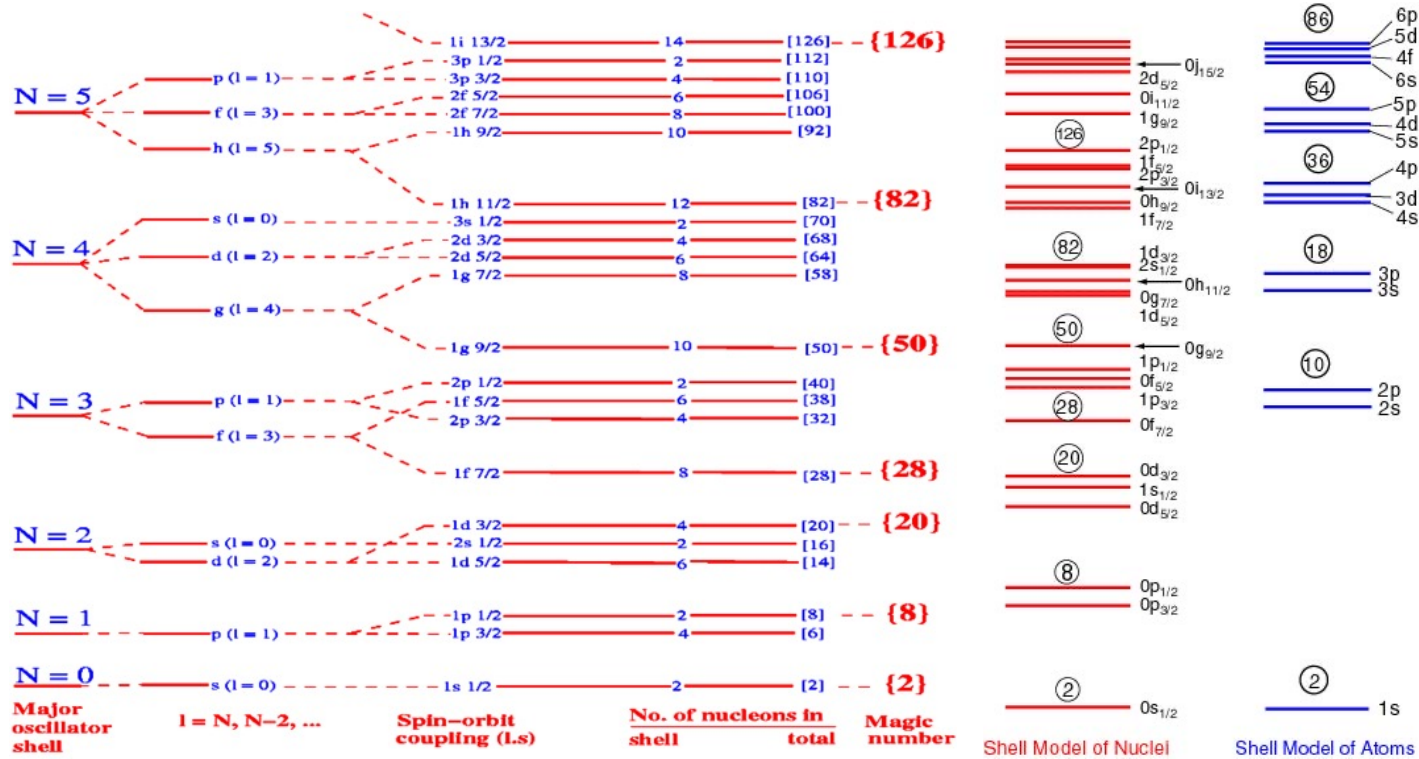 1i 13/2 14 [126] {126}
3p 1/2 2 [112]
p (l = 1) 3p 3/2 4 [110]
N = 5
2f 5/2 6 [106]
f (l = 3) 2f 7/2 8 [100]
1h 9/2 10 [92]
h (l = 5)
1h 11/2 12 [82] {82}
s (l=0) 3s 1/2 2 [70]
N = 4
2d 3/2 4 [68]
d (l = 2) 2d 5/2 6 [64]
1g 7/2 8 [58]
g (l = 4)
1g 9/2 10 [50] {50}
2p 1/2 2 [40]
N = 3
p (l = 1) 1f 5/2 6 [38]
2p 3/2 4 [32]
f (l = 3)
1f 7/2 8 [28] {28}
1d 3/2 4 [20] {20}
N = 2
s (l=0) 2s 1/2 2 [16]
d (l = 2) 1d 5/2 6 [14]
N = 1
1p 1/2 2 [8] {8}
p (l = 1) 1p 3/2 4 [6]
N = 0
s (l=0) 1s 1/2 2 [2] {2}
Major
oscillator
shell
l = N, N−2, ...
Spin−orbit
coupling (l.s)
No. of nucleons in
shell total
Magic
number
0j15/2
2d5/2
0i11/2
1g9/2
126
2p1/2
1f5/2
2p3/2
0i13/2
0h9/2
1f7/2
82
1d3/2
2s1/2
0h11/2
0g7/2
1d5/2
50
0g9/2
1p1/2
0f5/2
1p3/2
28
0f7/2
20
0d3/2
1s1/2
0d5/2
8
0p1/2
0p3/2
2
0s1/2
Shell Model of Nuclei
86
6p
5d
4f
6s
54
5p
4d
5s
36
4p
3d
4s
18
3p
3s
10
2p
2s
2
1s
Shell Model of Atoms